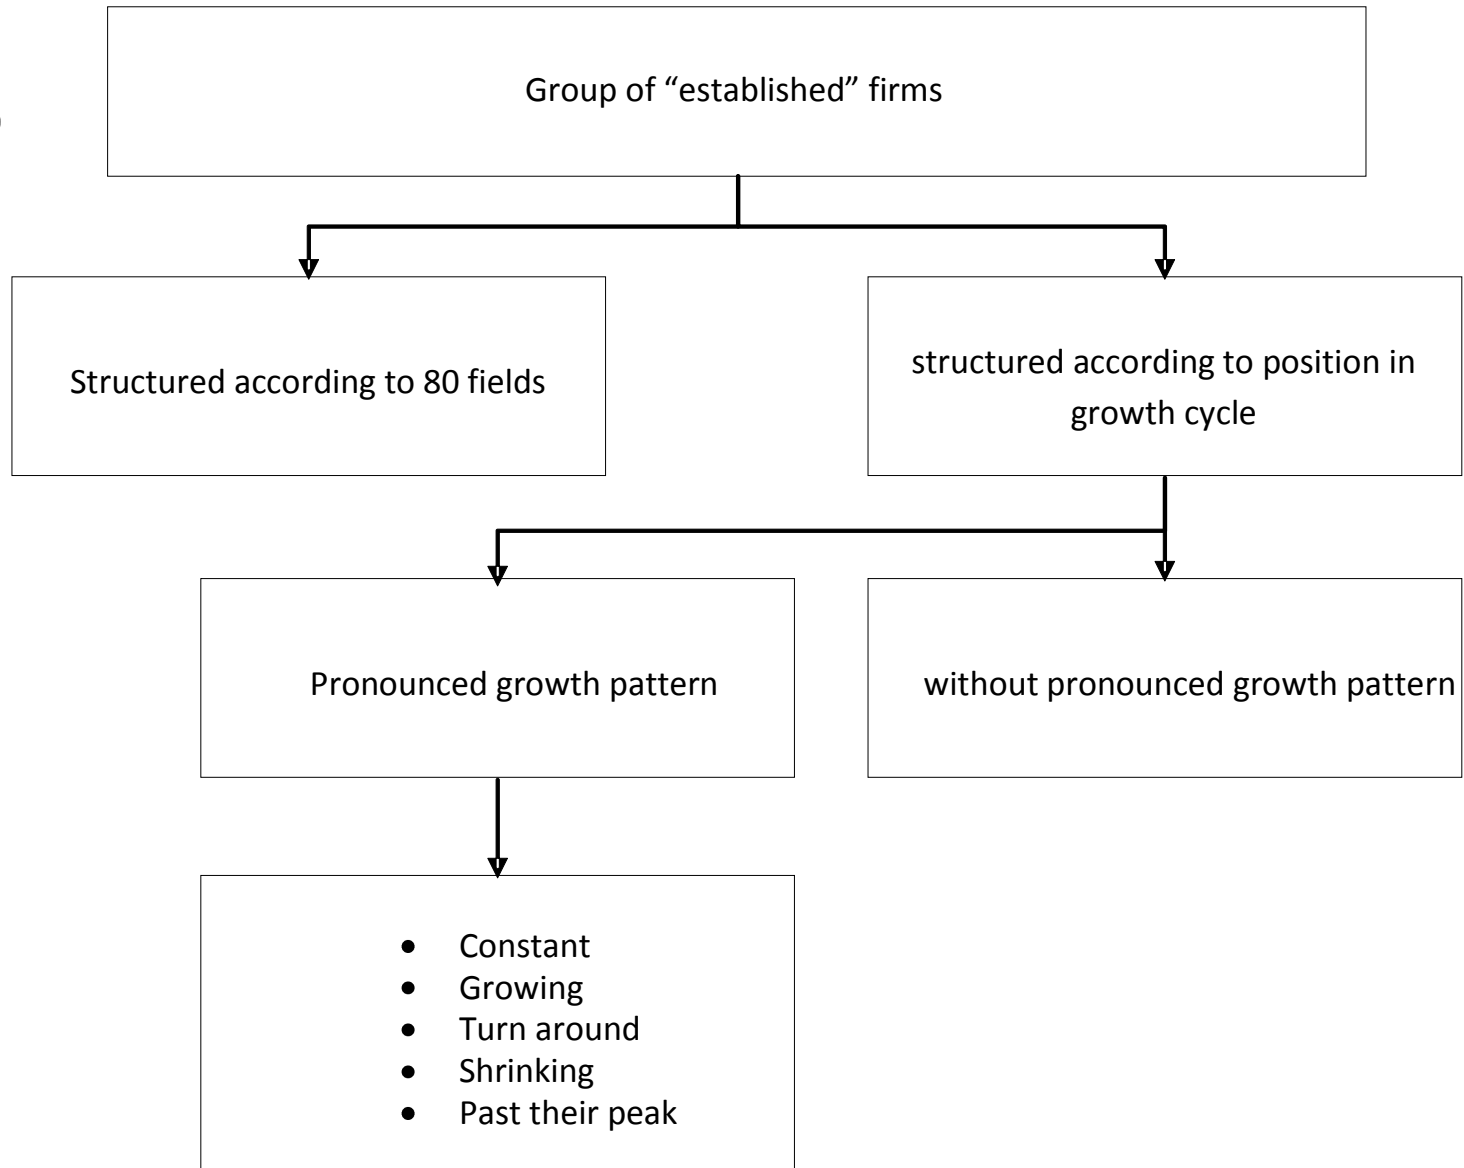 Group of “established” firms
Structured according to 80 fields
structured according to position in
growth cycle
Pronounced growth pattern
without pronounced growth pattern
• Constant
• Growing
• Turn around
• Shrinking
• Past their peak